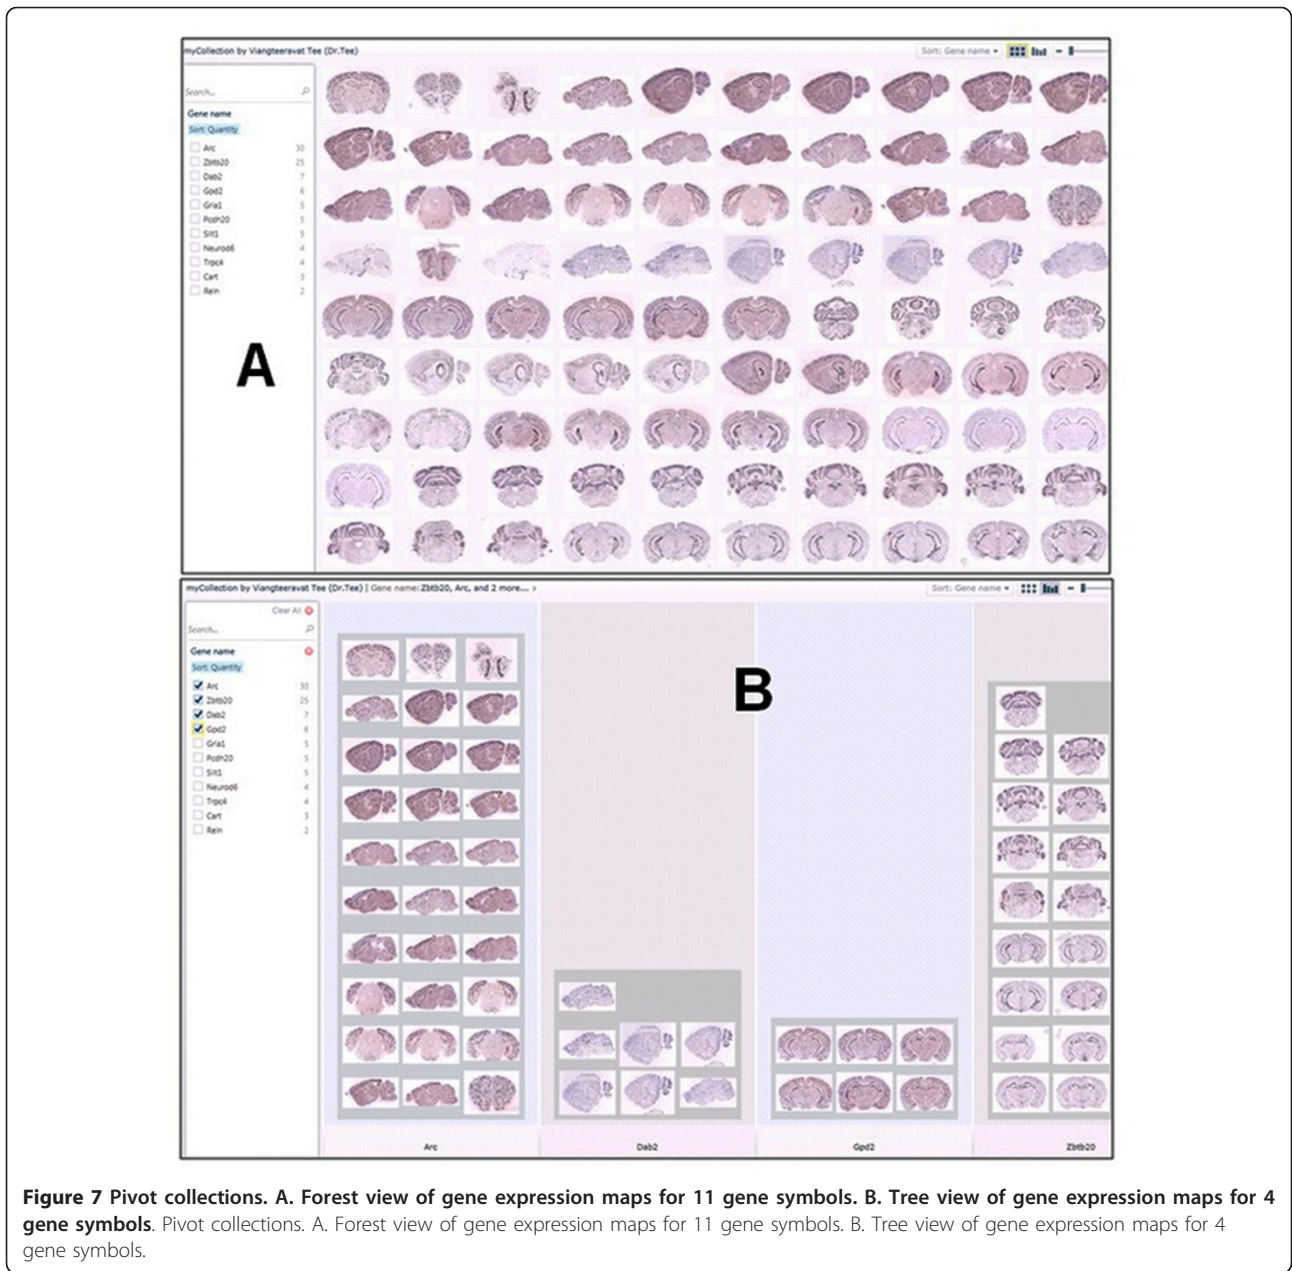 myCollection by Viangteeravat Tee (Dr.Tee)
Sort: Gene name
Search...
Gene name
Sort: Quantity
Arc 30
Zbtb20 25
Dab2 7
Gpd2 6
Gria1 5
Pcdh20 5
Slit1 5
Neurod6 4
Trpc4 4
Cart 3
Reln 2
A
myCollection by Viangteeravat Tee (Dr.Tee) | Gene name: Zbtb20, Arc, and 2 more... >
Sort: Gene name
Clear All
Search...
Gene name
Sort: Quantity
Arc 30
Zbtb20 25
Dab2 7
Gpd2 6
Gria1 5
Pcdh20 5
Slit1 5
Neurod6 4
Trpc4 4
Cart 3
Reln 2
B
Arc Dab2 Gpd2 Zbtb20
Figure 7 Pivot collections. A. Forest view of gene expression maps for 11 gene symbols. B. Tree view of gene expression maps for 4
gene symbols. Pivot collections. A. Forest view of gene expression maps for 11 gene symbols. B. Tree view of gene expression maps for 4
gene symbols.